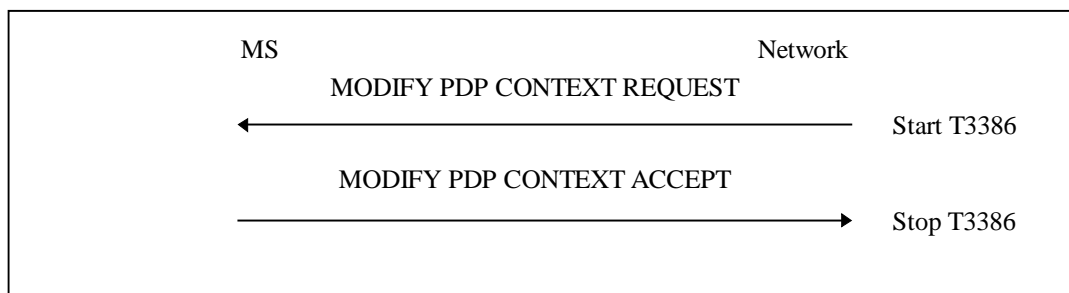 MS Network
MODIFY PDP CONTEXT REQUEST
Start T3386
MODIFY PDP CONTEXT ACCEPT
Stop T3386